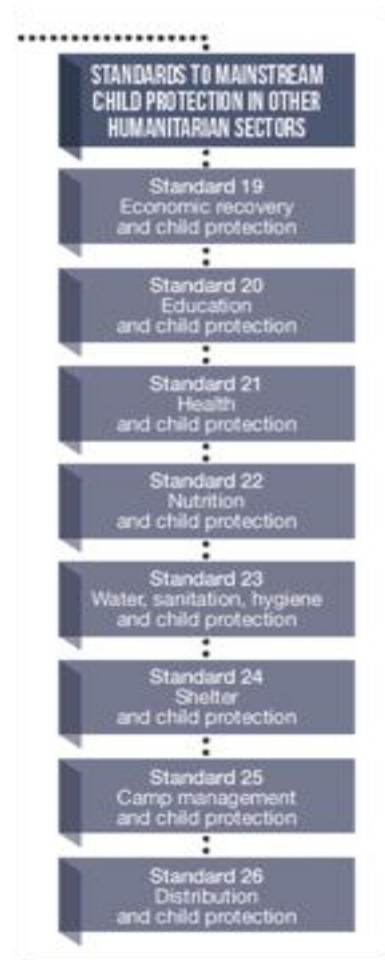 STANDARDS TO MAINSTREAM
CHILD PROTECTION IN OTHER
HUMANITARIAN SECTORS
Standard 19
Economic recovery
and child protection
Standard 20
Education
and child protection
Standard 21
Health
and child protection
Standard 22
Nutrition
and child protection
Standard 23
Water, sanitation, hygiene
and child protection
Standard 24
Shelter
and child protection
Standard 25
Camp management
and child protection
Standard 26
Distribution
and child protection